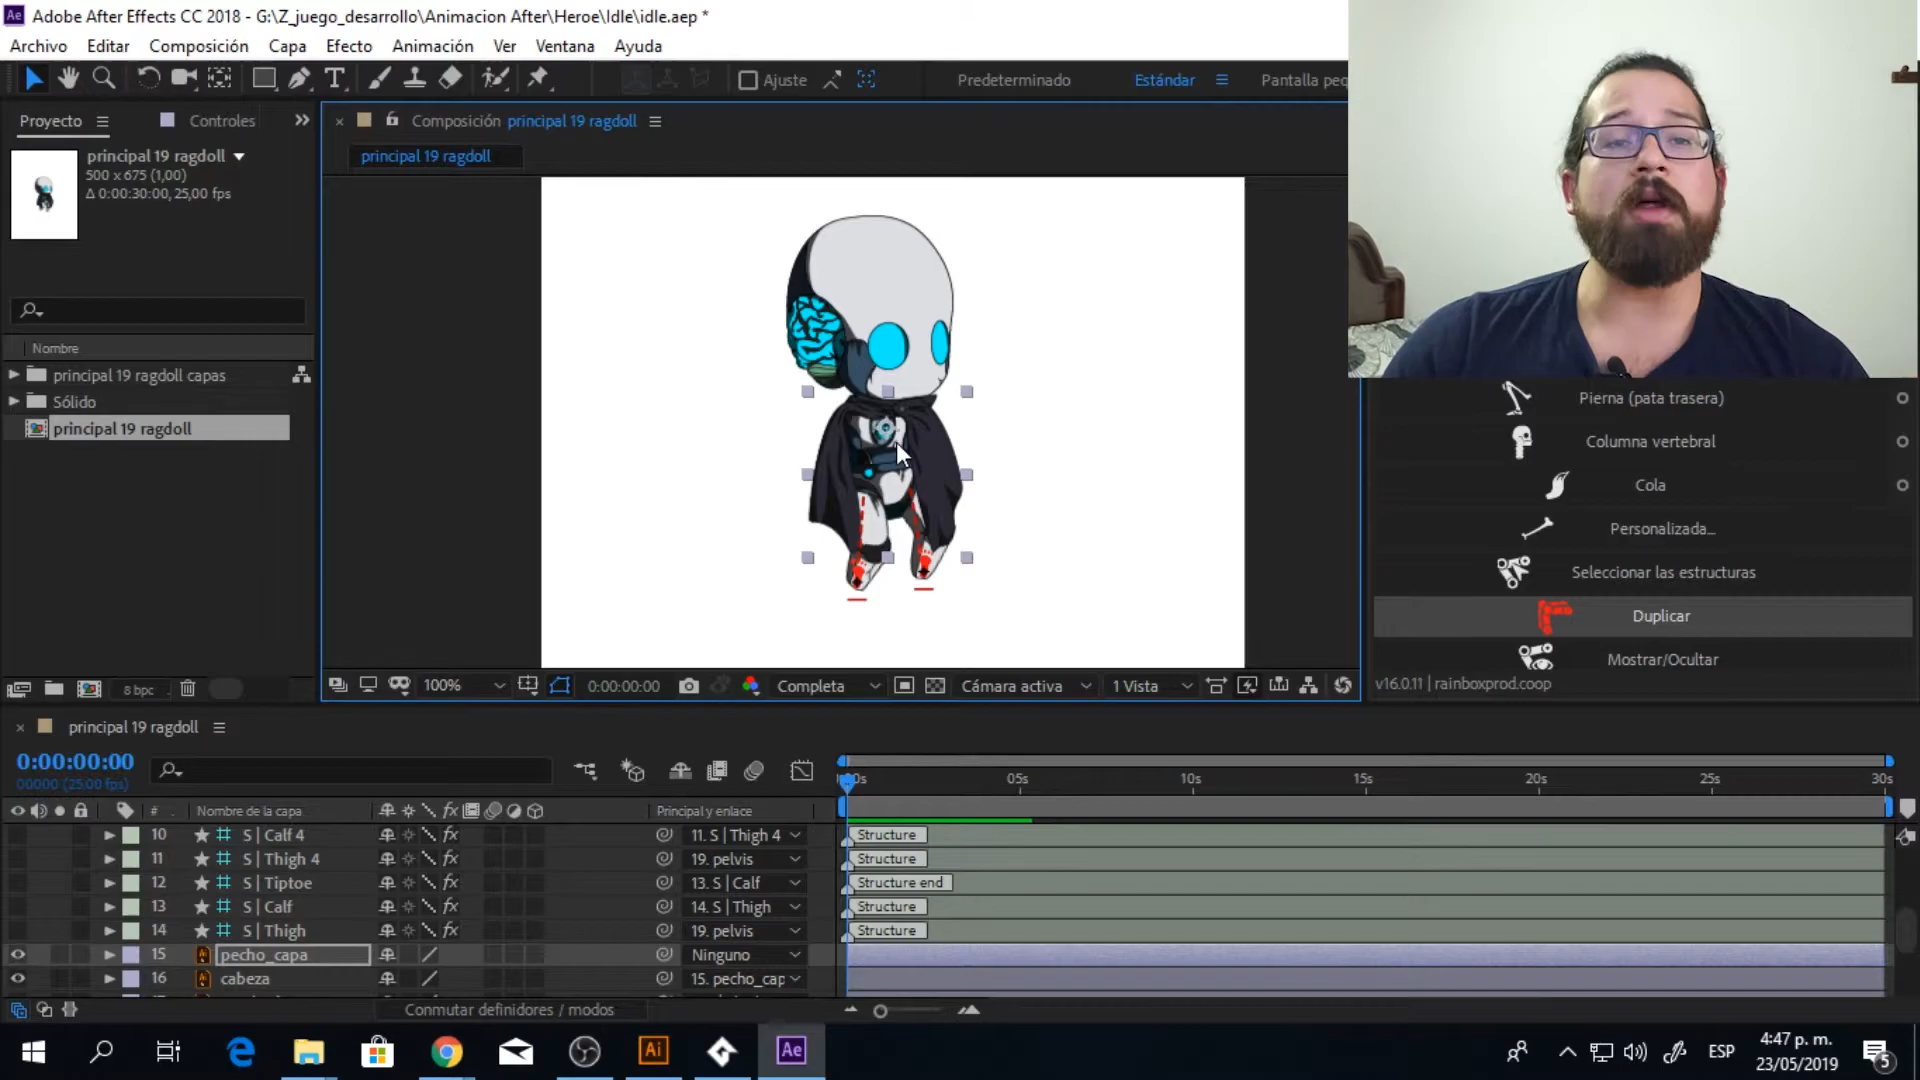 Adobe After Effects CC 2018 - G:\Z_juego_desarrollo\Animacion After\Heroe\Idle\idle.aep *
Archivo Editar Composición Capa Efecto Animación Ver Ventana Ayuda
Ajuste Predeterminado Estándar Pantalla peq
Proyecto Controles
Composición principal 19 ragdoll
principal 19 ragdoll
principal 19 ragdoll
500 x 675 (1,00)
Δ 0:00:30:00, 25,00 fps
Nombre
principal 19 ragdoll capas
Sólido
principal 19 ragdoll
Pierna (pata trasera)
Columna vertebral
Cola
Personalizada...
Seleccionar las estructuras
Duplicar
Mostrar/Ocultar
v16.0.11 | rainboxprod.coop
8 bpc
100% 0:00:00:00 Completa Cámara activa 1 Vista
principal 19 ragdoll
0:00:00:00
00000 (25.00 fps)
05s 10s 15s 20s 25s 30s
# Nombre de la capa Principal y enlace
10 S | Calf 4 11. S | Thigh 4 Structure
11 S | Thigh 4 19. pelvis Structure
12 S | Tiptoe 13. S | Calf Structure end
13 S | Calf 14. S | Thigh Structure
14 S | Thigh 19. pelvis Structure
15 pecho_capa Ninguno
16 cabeza 15. pecho_cap
Conmutar definidores / modos
Ai Ae
ESP
4:47 p. m.
23/05/2019
5